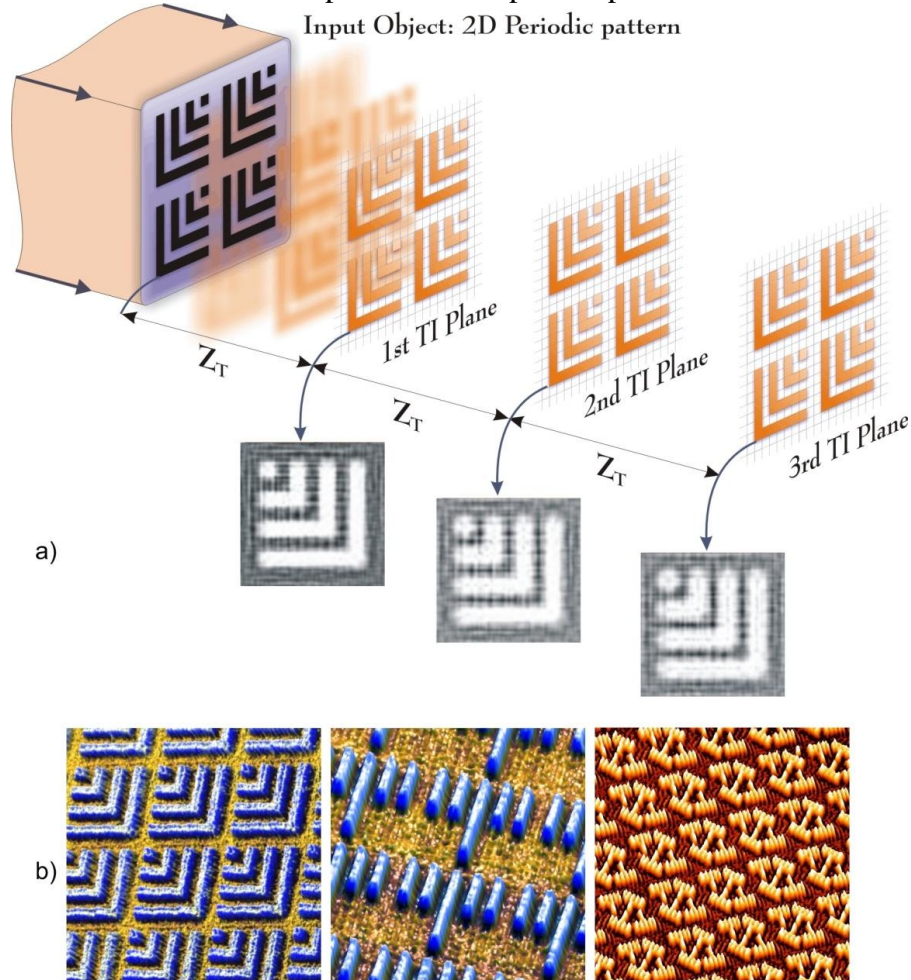 Input Object: 2D Periodic pattern
1st TI Plane
Z_T
2nd TI Plane
Z_T
3rd TI Plane
Z_T
a)
b)